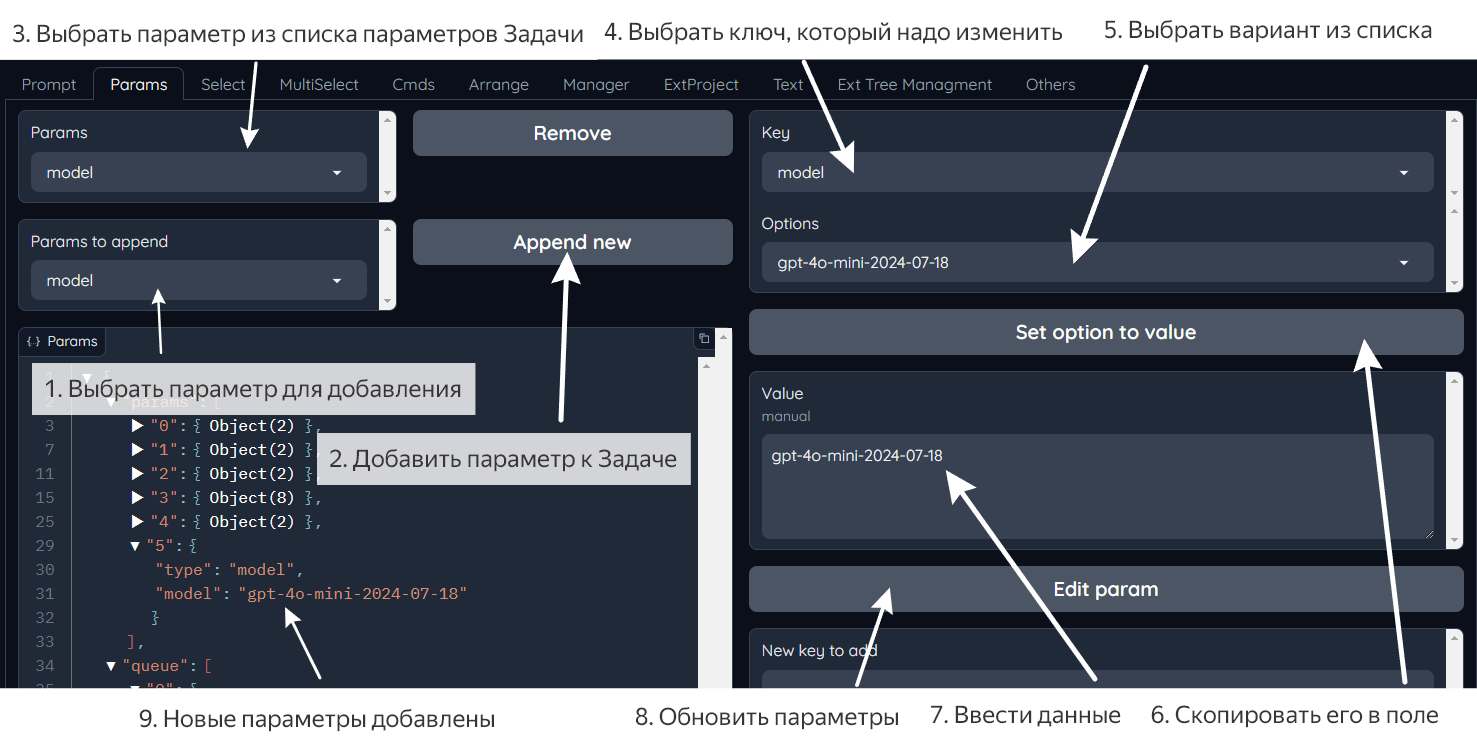 3. Выбрать параметр из списка параметров Задачи
4. Выбрать ключ, который надо изменить
5. Выбрать вариант из списка
Prompt
Params
Select
MultiSelect
Cmds
Arrange
Manager
ExtProject
Text
Ext Tree Managment
Others
Params
model
Remove
Params to append
model
Append new
{} Params
1. Выбрать параметр для добавления
"params": [
3 "0": { Object(2) },
7 "1": { Object(2) },
2. Добавить параметр к Задаче
11 "2": { Object(2) },
15 "3": { Object(8) },
25 "4": { Object(2) },
29 "5": {
30 "type": "model",
31 "model": "gpt-4o-mini-2024-07-18"
32 }
33 ],
34 "queue": [
35 "0": {
Key
model
Options
gpt-4o-mini-2024-07-18
Set option to value
Value
manual
gpt-4o-mini-2024-07-18
Edit param
New key to add
9. Новые параметры добавлены
8. Обновить параметры
7. Ввести данные
6. Скопировать его в поле